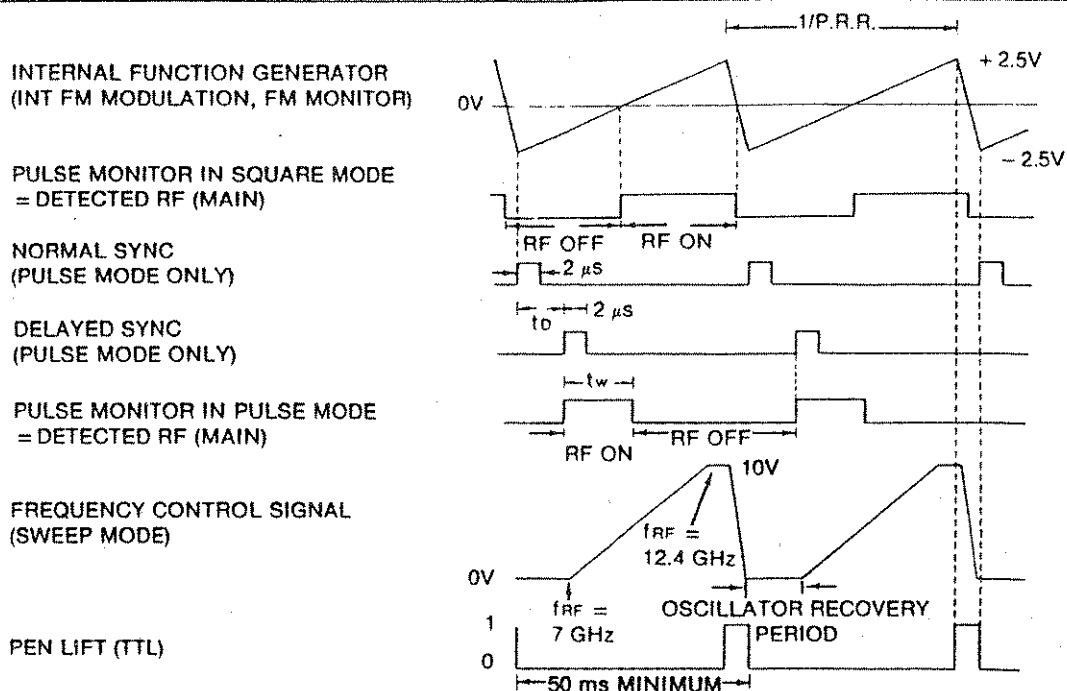 1/P.R.R.
INTERNAL FUNCTION GENERATOR
(INT FM MODULATION, FM MONITOR)
+ 2.5V
0V
- 2.5V
PULSE MONITOR IN SQUARE MODE
= DETECTED RF (MAIN)
RF OFF
RF ON
NORMAL SYNC
(PULSE MODE ONLY)
2 μS
tD
2 μS
DELAYED SYNC
(PULSE MODE ONLY)
tw
PULSE MONITOR IN PULSE MODE
= DETECTED RF (MAIN)
RF ON
RF OFF
10V
FREQUENCY CONTROL SIGNAL
(SWEEP MODE)
fRF =
12.4 GHz
0V
fRF =
7 GHz
OSCILLATOR RECOVERY
PERIOD
PEN LIFT (TTL)
1
0
50 ms MINIMUM